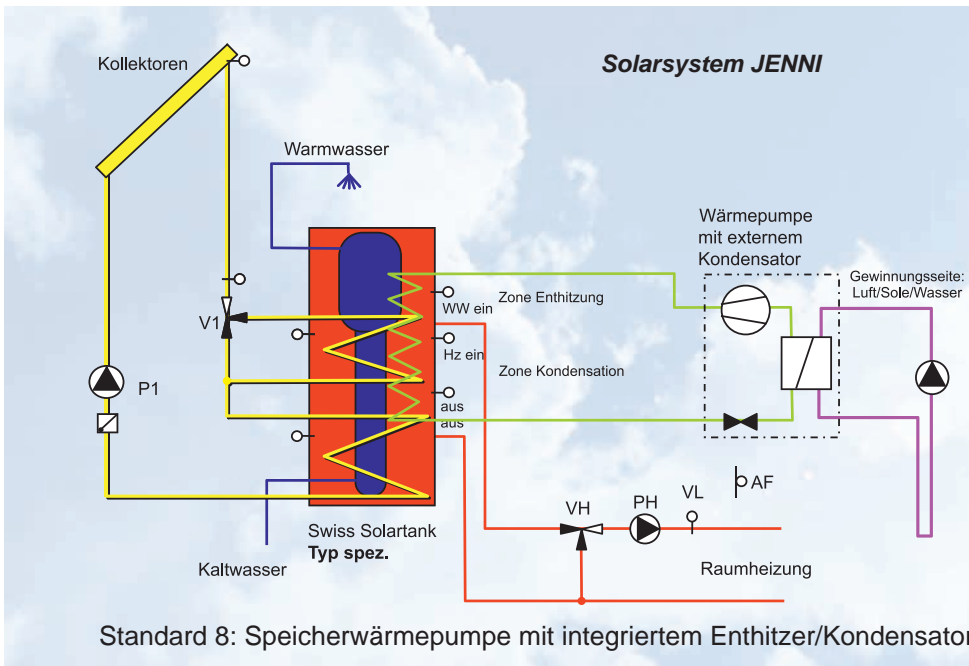 Solarsystem JENNI
Kollektoren
Warmwasser
Wärmepumpe
mit externem
Kondensator
Gewinnungsseite:
Luft/Sole/Wasser
Zone Enthitzung
WW ein
V1
Hz ein
Zone Kondensation
P1
aus
aus
AF
VH
PH
VL
Swiss Solartank
Typ spez.
Kaltwasser
Raumheizung
Standard 8: Speicherwärmepumpe mit integriertem Enthitzer/Kondensator